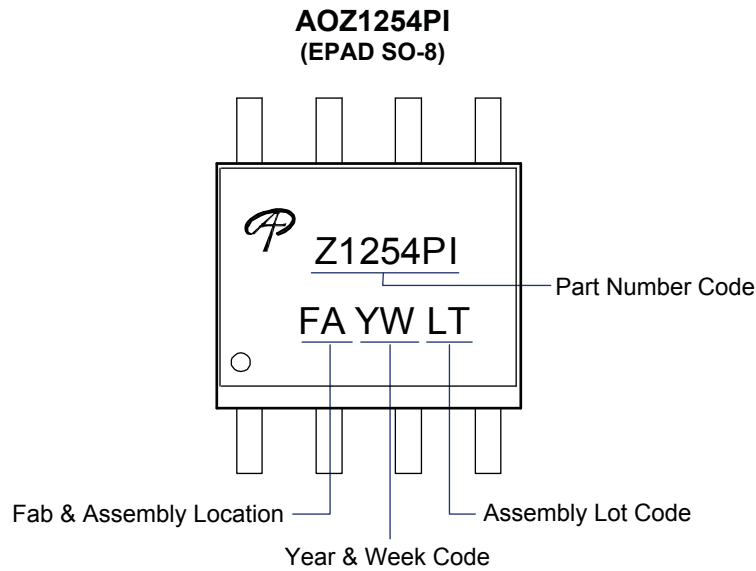 AOZ1254PI
(EPAD SO-8)
Z1254PI
Part Number Code
FA YW LT
Fab & Assembly Location
Assembly Lot Code
Year & Week Code